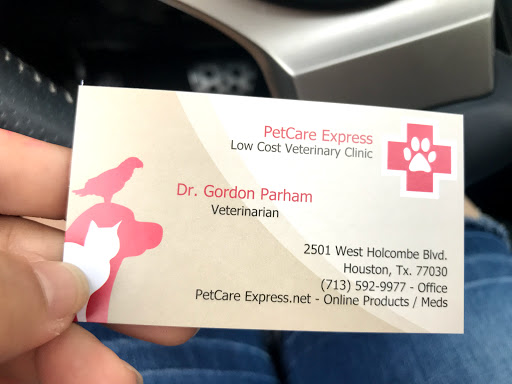 PetCare Express
Low Cost Veterinary Clinic
Dr. Gordon Parham
Veterinarian
2501 West Holcombe Blvd.
Houston, Tx. 77030
(713) 592-9977 - Office
PetCare Express.net - Online Products / Meds